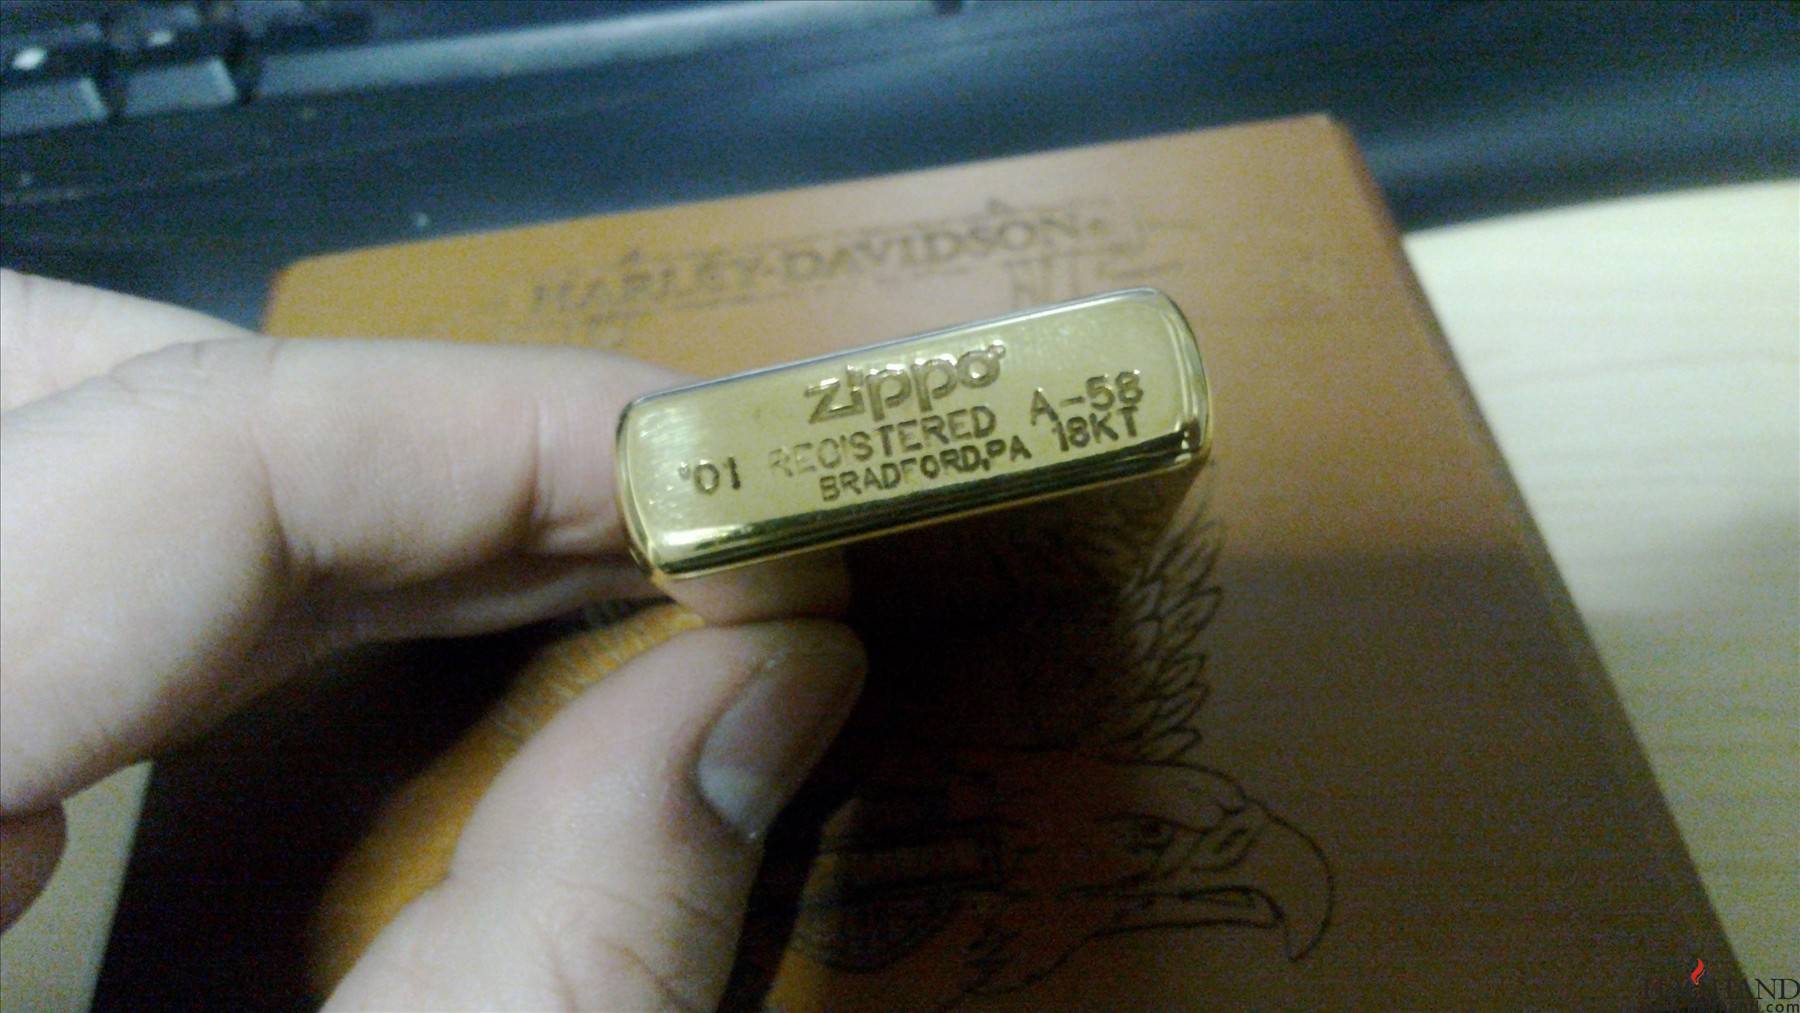 HARLEY-DAVIDSON
zippo
REGISTERED A-58
'01 BRADFORD,PA 18KT